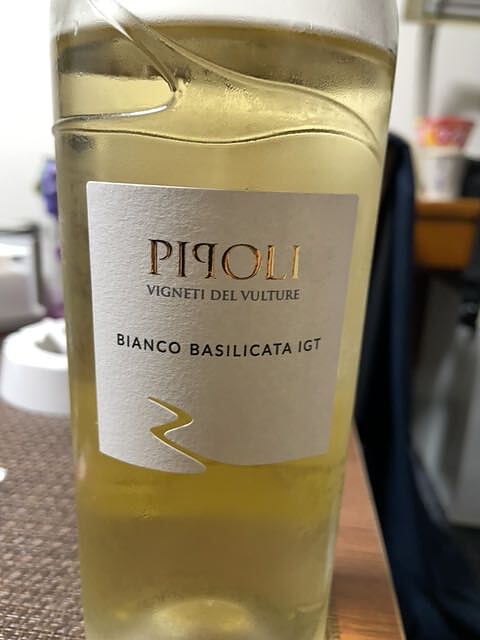 PIPOLI
VIGNETI DEL VULTURE
BIANCO BASILICATA IGT